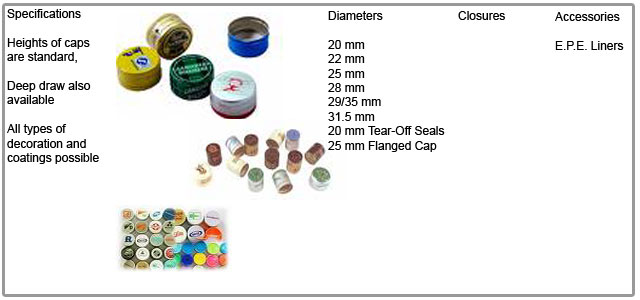 Specifications
Heights of caps
are standard,
Deep draw also
available
All types of
decoration and
coatings possible
Diameters
20 mm
22 mm
25 mm
28 mm
29/35 mm
31.5 mm
20 mm Tear-Off Seals
25 mm Flanged Cap
Closures
Accessories
E.P.E. Liners